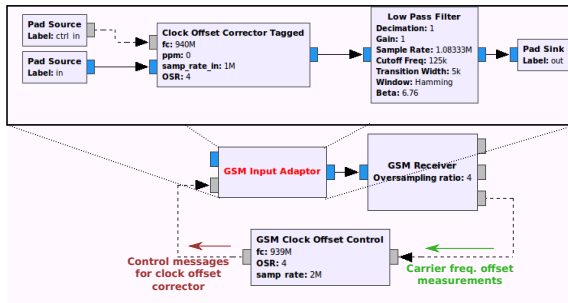 Pad Source
Label: ctrl_in
Pad Source
Label: in
Clock Offset Corrector Tagged
fc: 940M
ppm: 0
samp_rate_in: 1M
OSR: 4
Low Pass Filter
Decimation: 1
Gain: 1
Sample Rate: 1.08333M
Cutoff Freq: 125k
Transition Width: 5k
Window: Hamming
Beta: 6.76
Pad Sink
Label: out
GSM Input Adaptor
GSM Receiver
Oversampling ratio: 4
GSM Clock Offset Control
fc: 939M
OSR: 4
samp_rate: 2M
Control messages
for clock offset
corrector
Carrier freq. offset
measurements